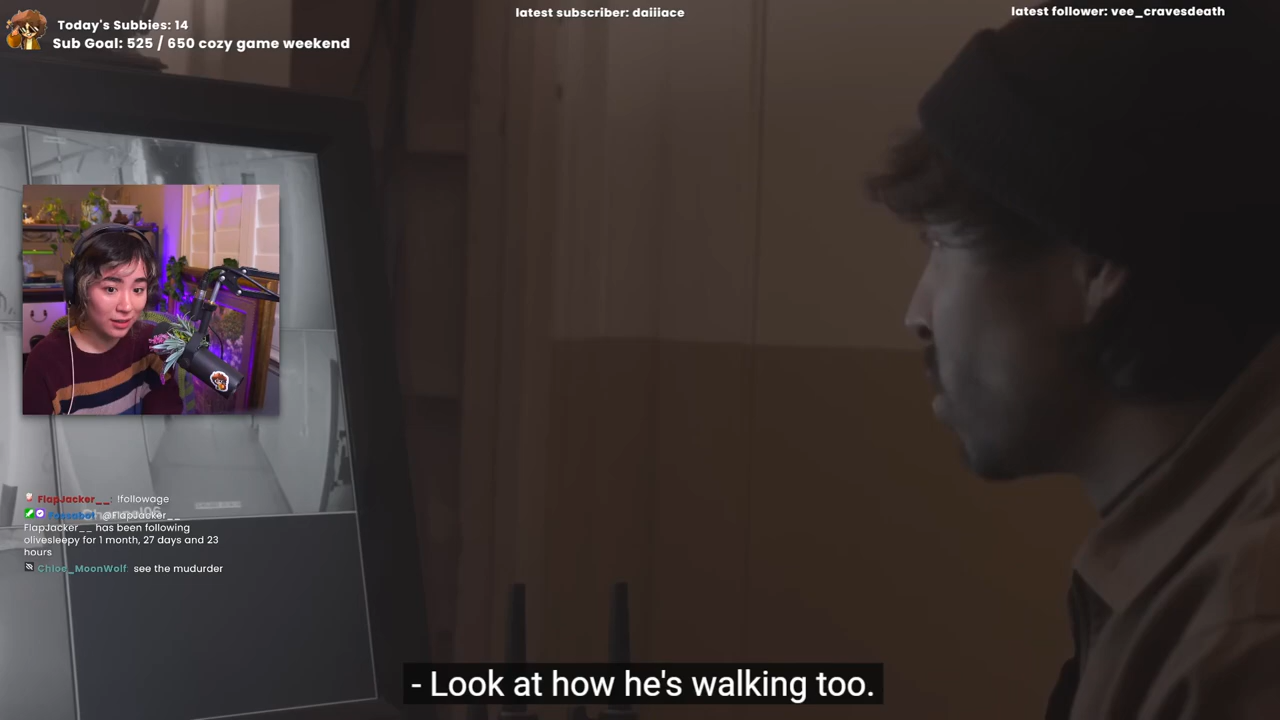 Today's Subbies: 14
Sub Goal: 525 / 650 cozy game weekend
latest subscriber: daiiiace
latest follower: vee_cravesdeath
FlapJacker__: !followage
Fossabot: @FlapJacker__
FlapJacker__ has been following
olivesleepy for 1 month, 27 days and 23
hours
Chloe_MoonWolf: see the mudurder
- Look at how he's walking too.